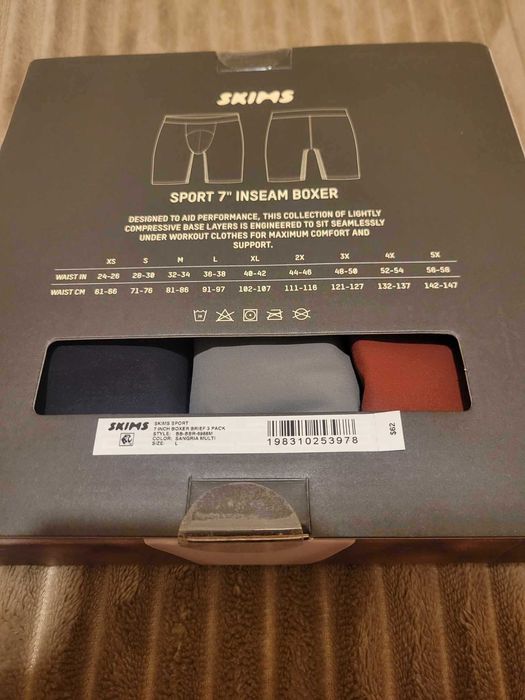 SKIMS
SPORT 7" INSEAM BOXER
DESIGNED TO AID PERFORMANCE, THIS COLLECTION OF LIGHTLY
COMPRESSIVE BASE LAYERS IS ENGINEERED TO SIT SEAMLESSLY
UNDER WORKOUT CLOTHES FOR MAXIMUM COMFORT AND
SUPPORT.
XS S M L XL 2X 3X 4X 5X
WAIST IN 24-26 28-30 32-34 36-38 40-42 44-46 48-50 52-54 56-58
WAIST CM 61-66 71-76 81-86 91-97 102-107 111-116 121-127 132-137 142-147
SKIMS
SKIMS SPORT
7 INCH BOXER BRIEF 3 PACK
STYLE: BB-BBR-6988M
COLOR: SANGRIA MULTI
SIZE: L
198310253978
$62